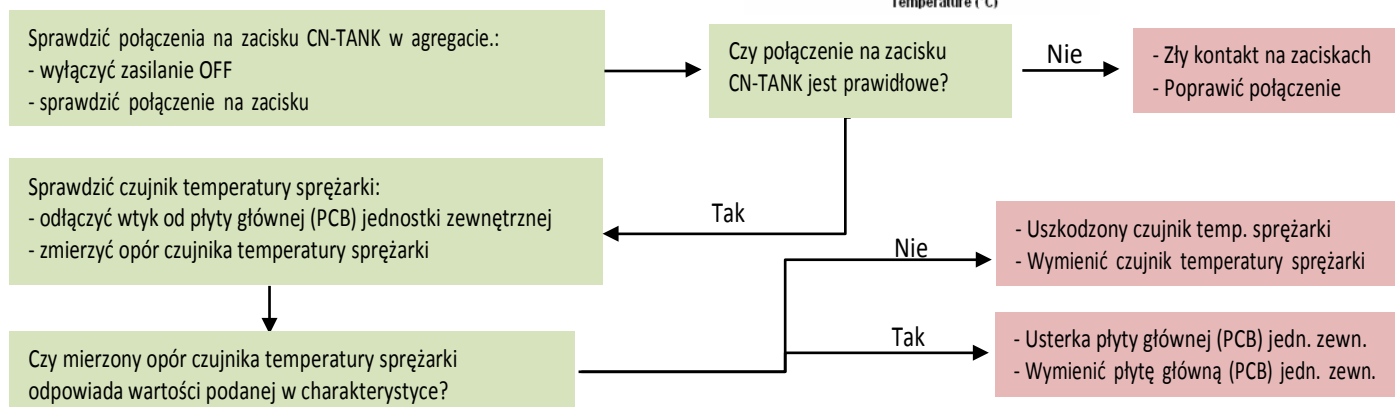 Temperature (°C)
Sprawdzić połączenia na zacisku CN-TANK w agregacie.:
- wyłączyć zasilanie OFF
- sprawdzić połączenie na zacisku
Czy połączenie na zacisku
CN-TANK jest prawidłowe?
Nie
- Zły kontakt na zaciskach
- Poprawić połączenie
Tak
Sprawdzić czujnik temperatury sprężarki:
- odłączyć wtyk od płyty głównej (PCB) jednostki zewnętrznej
- zmierzyć opór czujnika temperatury sprężarki
Czy mierzony opór czujnika temperatury sprężarki
odpowiada wartości podanej w charakterystyce?
Nie
- Uszkodzony czujnik temp. sprężarki
- Wymienić czujnik temperatury sprężarki
Tak
- Usterka płyty głównej (PCB) jedn. zewn.
- Wymienić płytę główną (PCB) jedn. zewn.